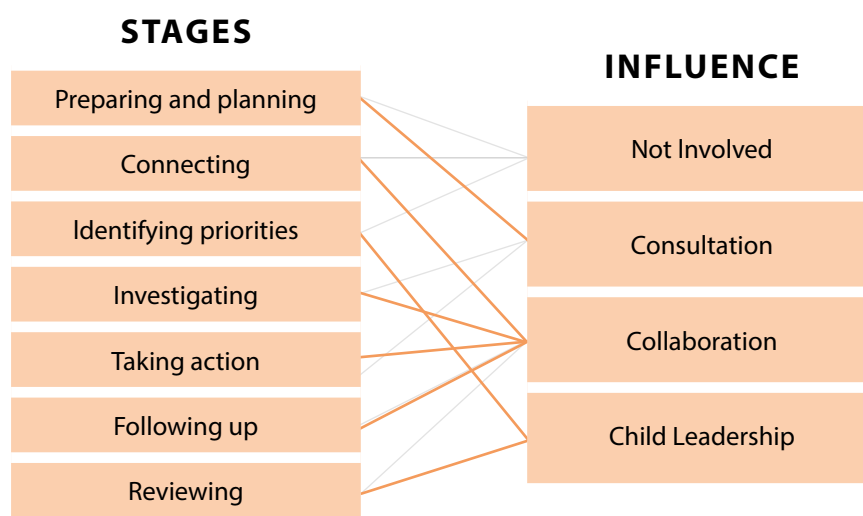 STAGES
Preparing and planning
Connecting
Identifying priorities
Investigating
Taking action
Following up
Reviewing
INFLUENCE
Not Involved
Consultation
Collaboration
Child Leadership